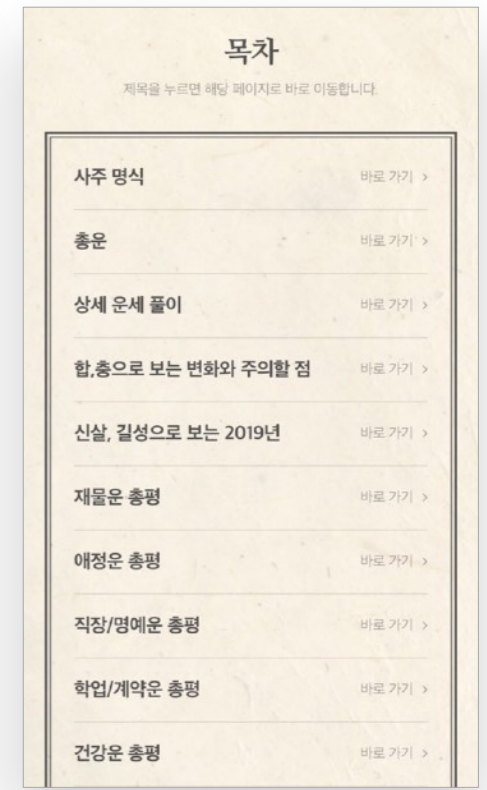 목차
제목을 누르면 해당 페이지로 바로 이동합니다.
사주 명식 바로 가기 >
총운 바로 가기 >
상세 운세 풀이 바로 가기 >
합,충으로 보는 변화와 주의할 점 바로 가기 >
신살, 길성으로 보는 2019년 바로 가기 >
재물운 총평 바로 가기 >
애정운 총평 바로 가기 >
직장/명예운 총평 바로 가기 >
학업/계약운 총평 바로 가기 >
건강운 총평 바로 가기 >